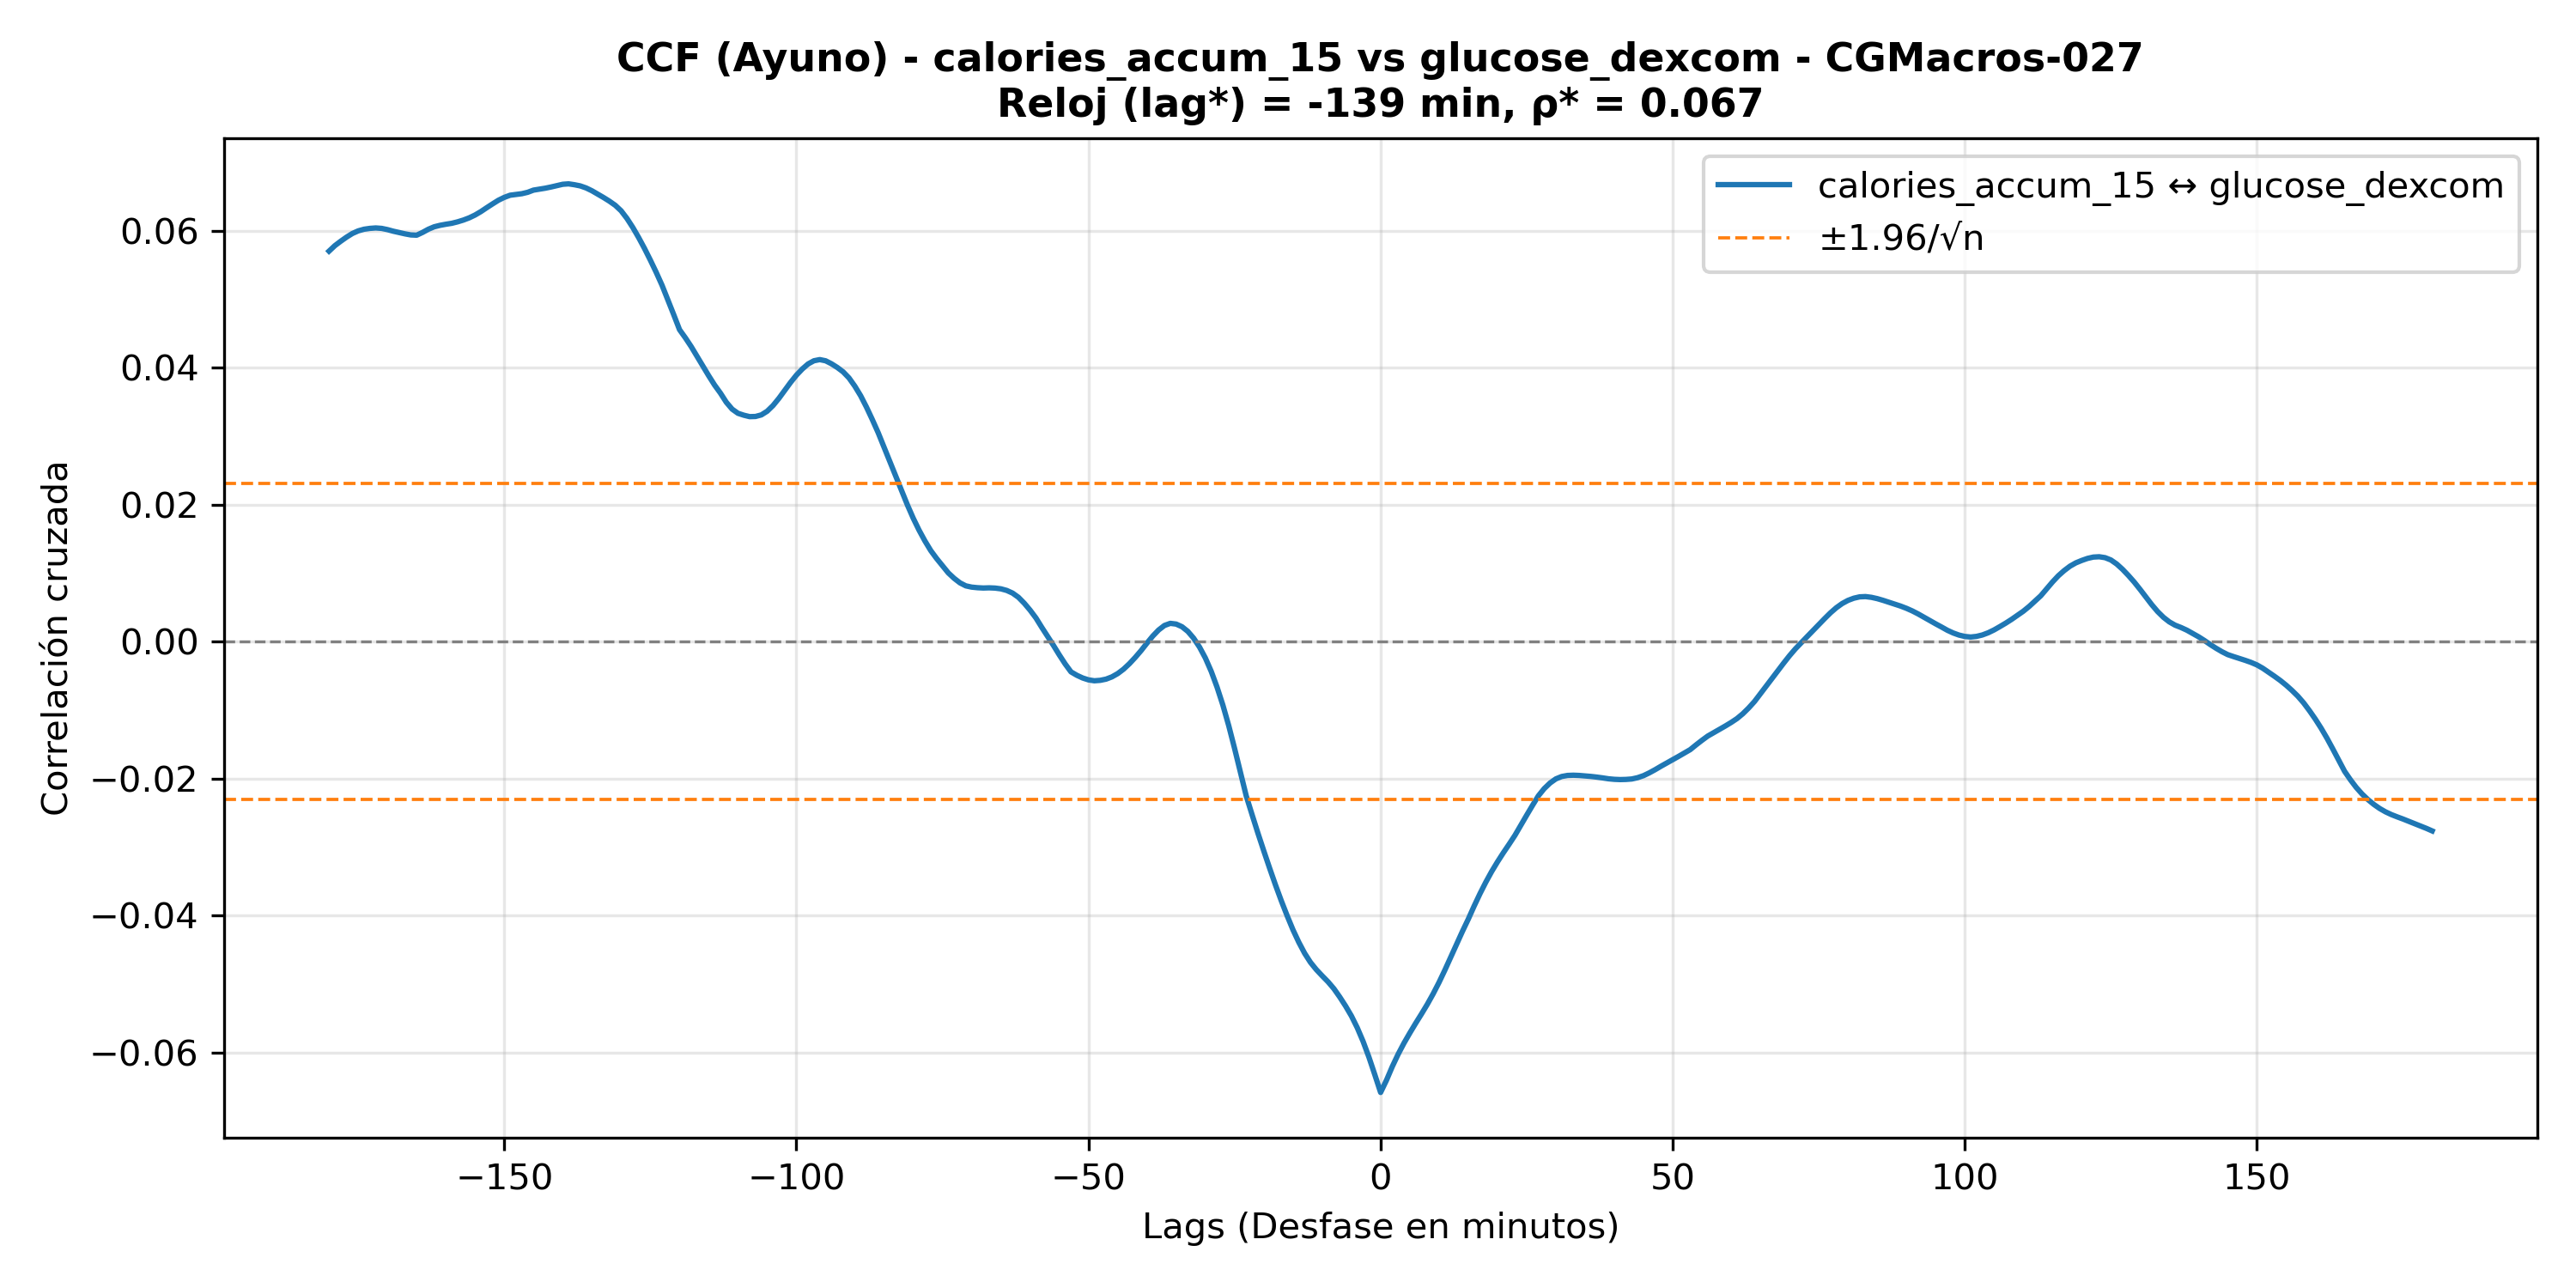 CCF (Ayuno) - calories_accum_15 vs glucose_dexcom - CGMacros-027
Reloj (lag*) = -139 min, ρ* = 0.067
calories_accum_15 ↔ glucose_dexcom
±1.96/√n
Correlación cruzada
0.06
0.04
0.02
0.00
−0.02
−0.04
−0.06
−150
−100
−50
0
50
100
150
Lags (Desfase en minutos)